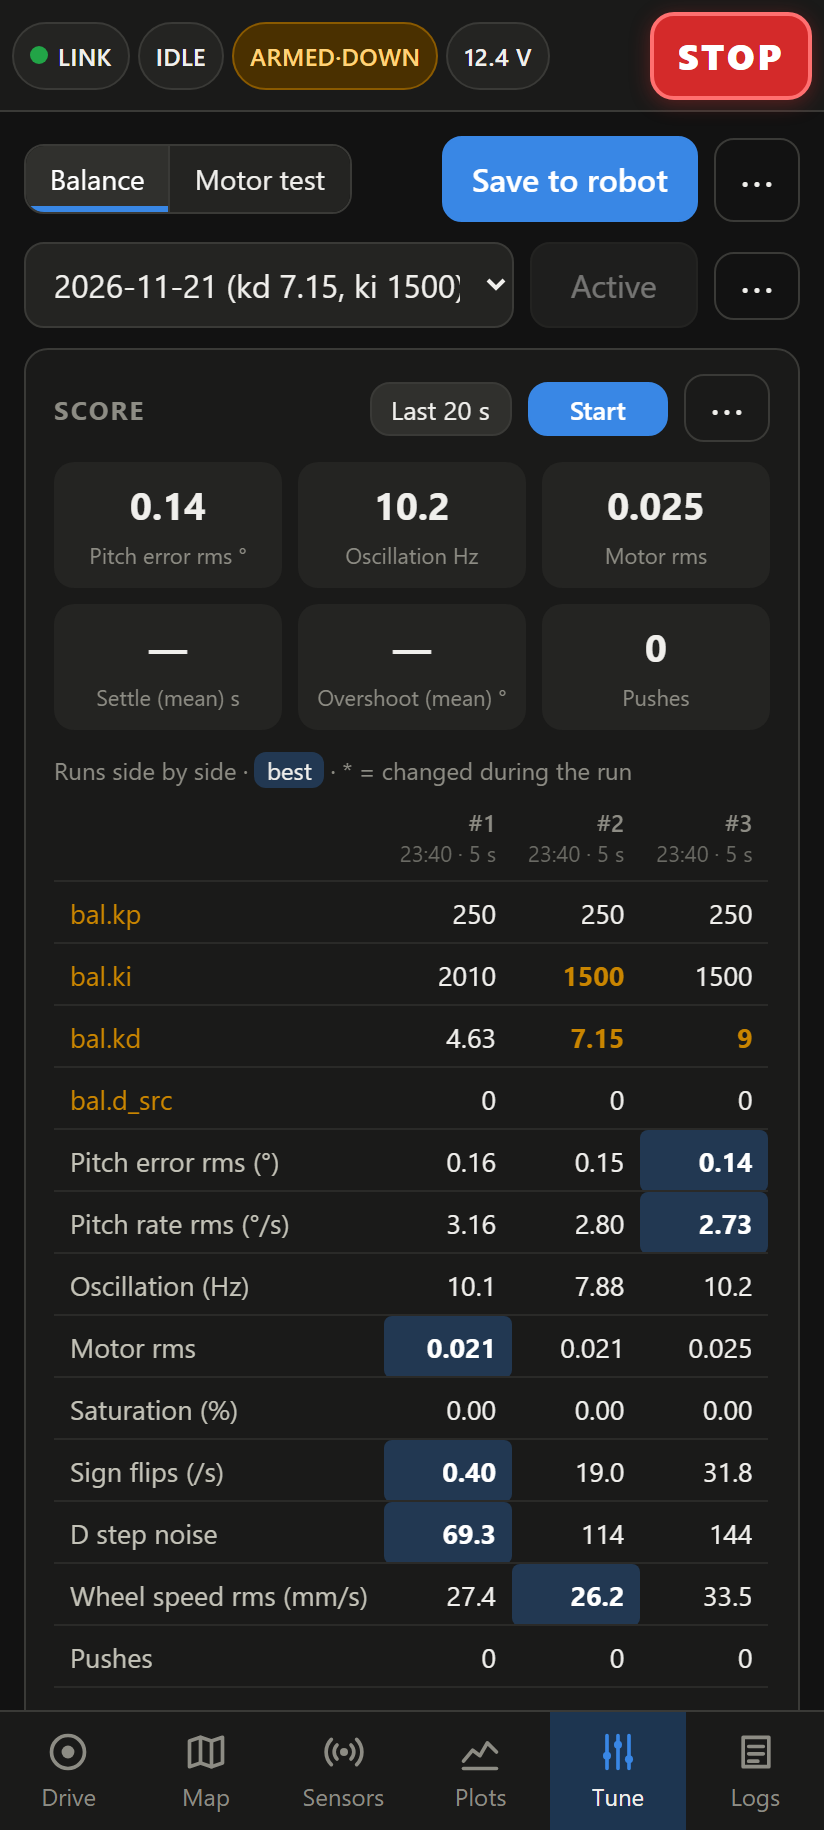 LINK IDLE ARMED·DOWN 12.4 V STOP
Balance Motor test Save to robot ...
2026-11-21 (kd 7.15, ki 1500) Active ...
SCORE Last 20 s Start ...
0.14 10.2 0.025
Pitch error rms ° Oscillation Hz Motor rms
— — 0
Settle (mean) s Overshoot (mean) ° Pushes
Runs side by side · best · * = changed during the run
#1 #2 #3
23:40 · 5 s 23:40 · 5 s 23:40 · 5 s
bal.kp 250 250 250
bal.ki 2010 1500 1500
bal.kd 4.63 7.15 9
bal.d_src 0 0 0
Pitch error rms (°) 0.16 0.15 0.14
Pitch rate rms (°/s) 3.16 2.80 2.73
Oscillation (Hz) 10.1 7.88 10.2
Motor rms 0.021 0.021 0.025
Saturation (%) 0.00 0.00 0.00
Sign flips (/s) 0.40 19.0 31.8
D step noise 69.3 114 144
Wheel speed rms (mm/s) 27.4 26.2 33.5
Pushes 0 0 0
Drive Map Sensors Plots Tune Logs